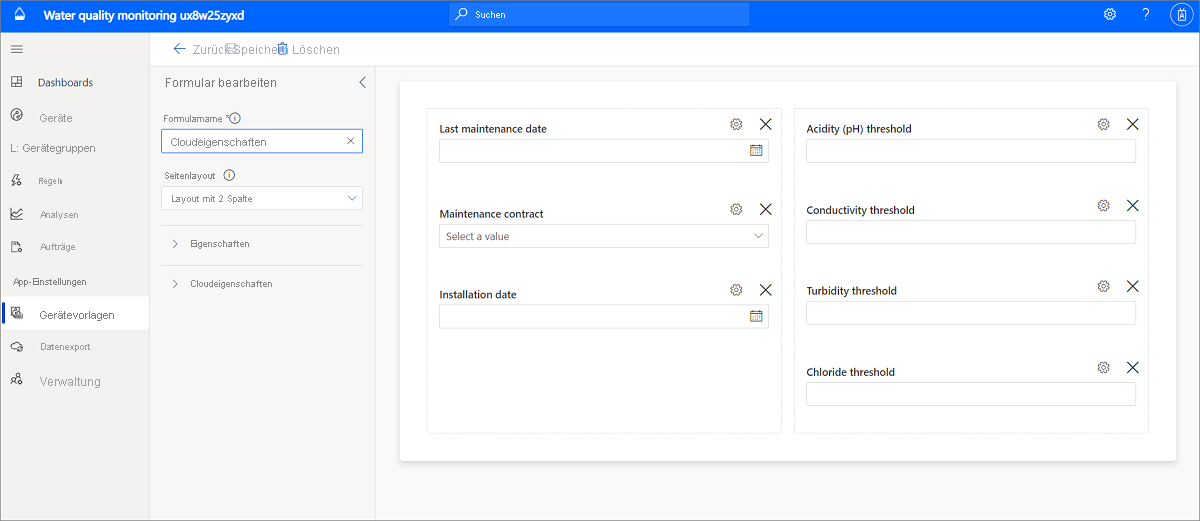 Water quality monitoring ux8w25zyxd
Suchen
?
Zurück Speichern Löschen
Dashboards
Geräte
L: Gerätegruppen
Regeln
Analysen
Aufträge
App-Einstellungen
Gerätevorlagen
Datenexport
Verwaltung
Formular bearbeiten
Formularname *
Cloudeigenschaften
Seitenlayout
Layout mit 2 Spalte
Eigenschaften
Cloudeigenschaften
Last maintenance date
Maintenance contract
Select a value
Installation date
Acidity (pH) threshold
Conductivity threshold
Turbidity threshold
Chloride threshold